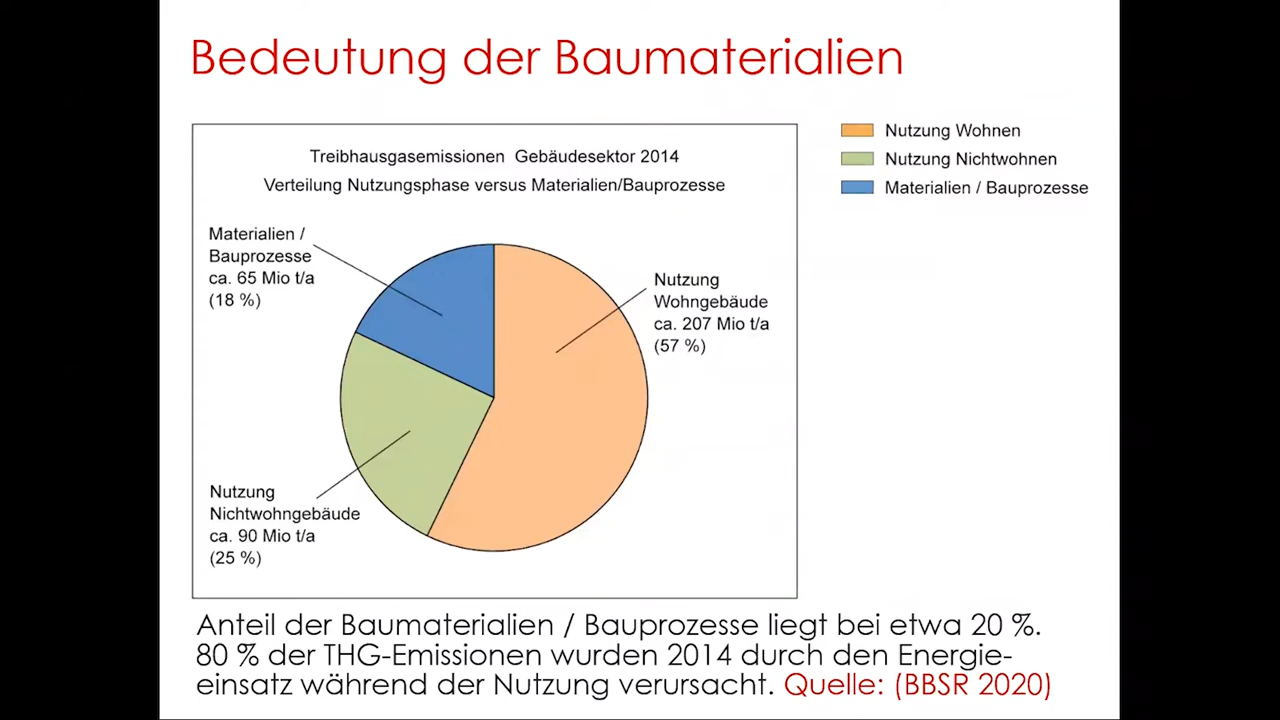 Bedeutung der Baumaterialien
Treibhausgasemissionen Gebäudesektor 2014
Verteilung Nutzungsphase versus Materialien/Bauprozesse
Nutzung Wohnen
Nutzung Nichtwohnen
Materialien / Bauprozesse
Materialien /
Bauprozesse
ca. 65 Mio t/a
(18 %)
Nutzung
Wohngebäude
ca. 207 Mio t/a
(57 %)
Nutzung
Nichtwohngebäude
ca. 90 Mio t/a
(25 %)
Anteil der Baumaterialien / Bauprozesse liegt bei etwa 20 %.
80 % der THG-Emissionen wurden 2014 durch den Energie-
einsatz während der Nutzung verursacht. Quelle: (BBSR 2020)